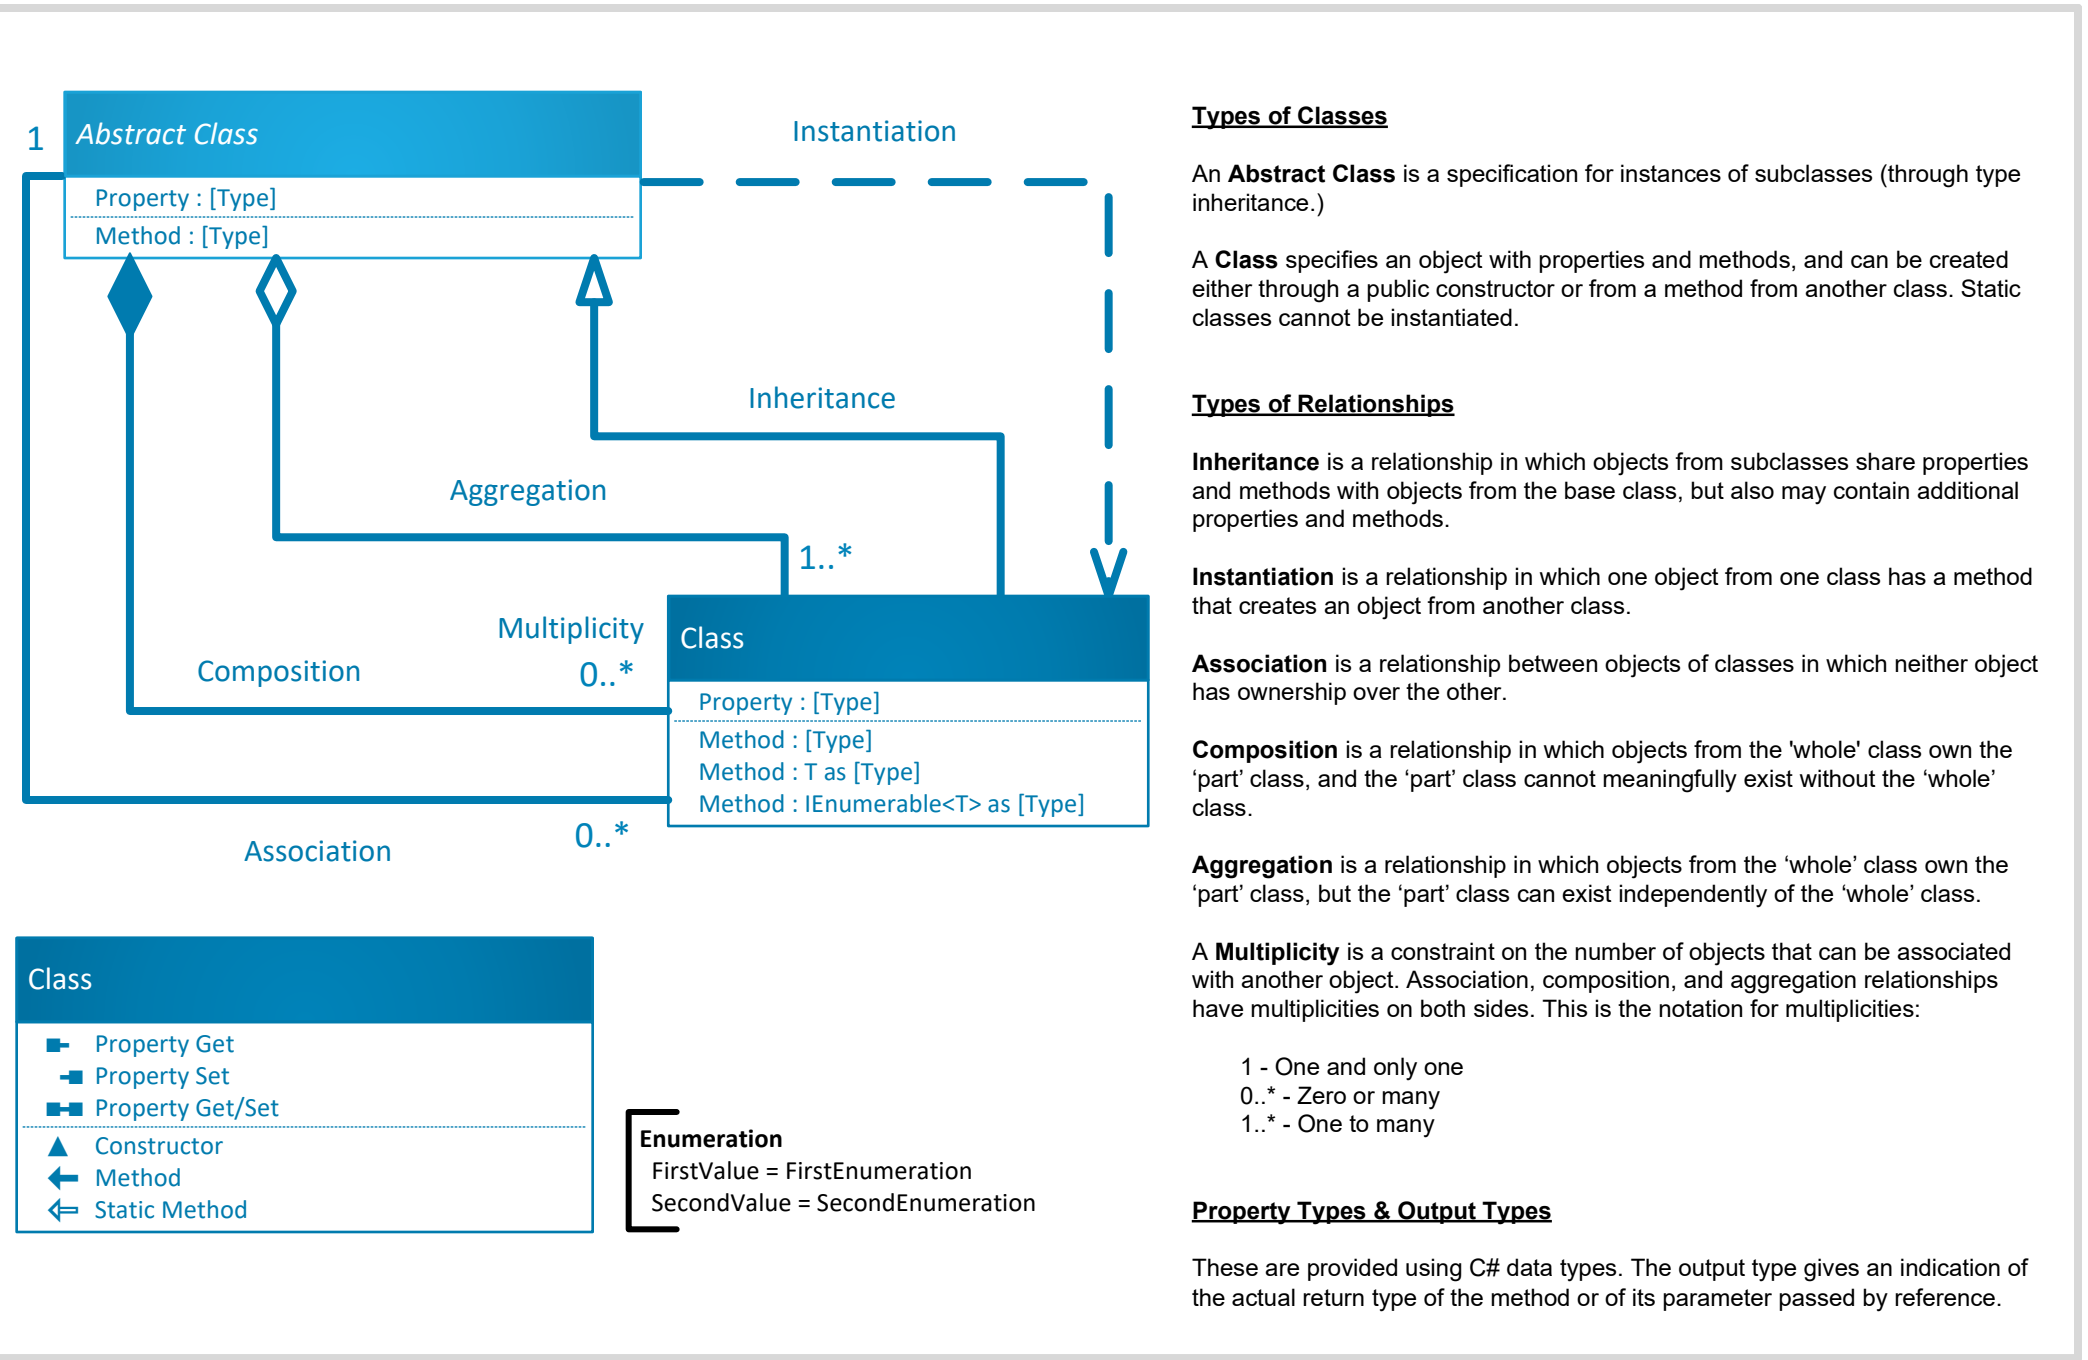 1
Abstract Class
Property : [Type]
Method : [Type]
Instantiation
Inheritance
Aggregation
1..*
Multiplicity
0..*
Composition
Class
Property : [Type]
Method : [Type]
Method : T as [Type]
Method : IEnumerable<T> as [Type]
0..*
Association
Class
Property Get
Property Set
Property Get/Set
Constructor
Method
Static Method
Enumeration
FirstValue = FirstEnumeration
SecondValue = SecondEnumeration
Types of Classes
An Abstract Class is a specification for instances of subclasses (through type
inheritance.)
A Class specifies an object with properties and methods, and can be created
either through a public constructor or from a method from another class. Static
classes cannot be instantiated.
Types of Relationships
Inheritance is a relationship in which objects from subclasses share properties
and methods with objects from the base class, but also may contain additional
properties and methods.
Instantiation is a relationship in which one object from one class has a method
that creates an object from another class.
Association is a relationship between objects of classes in which neither object
has ownership over the other.
Composition is a relationship in which objects from the 'whole' class own the
‘part’ class, and the ‘part’ class cannot meaningfully exist without the ‘whole’
class.
Aggregation is a relationship in which objects from the ‘whole’ class own the
‘part’ class, but the ‘part’ class can exist independently of the ‘whole’ class.
A Multiplicity is a constraint on the number of objects that can be associated
with another object. Association, composition, and aggregation relationships
have multiplicities on both sides. This is the notation for multiplicities:
1 - One and only one
0..* - Zero or many
1..* - One to many
Property Types & Output Types
These are provided using C# data types. The output type gives an indication of
the actual return type of the method or of its parameter passed by reference.